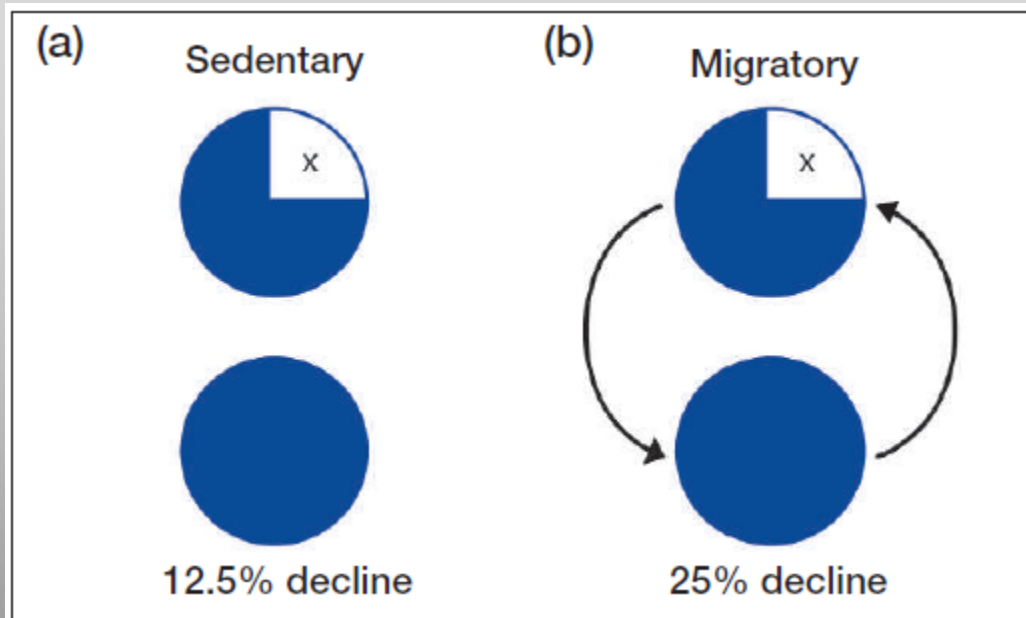 (a)
Sedentary
x
12.5% decline
(b)
Migratory
x
25% decline